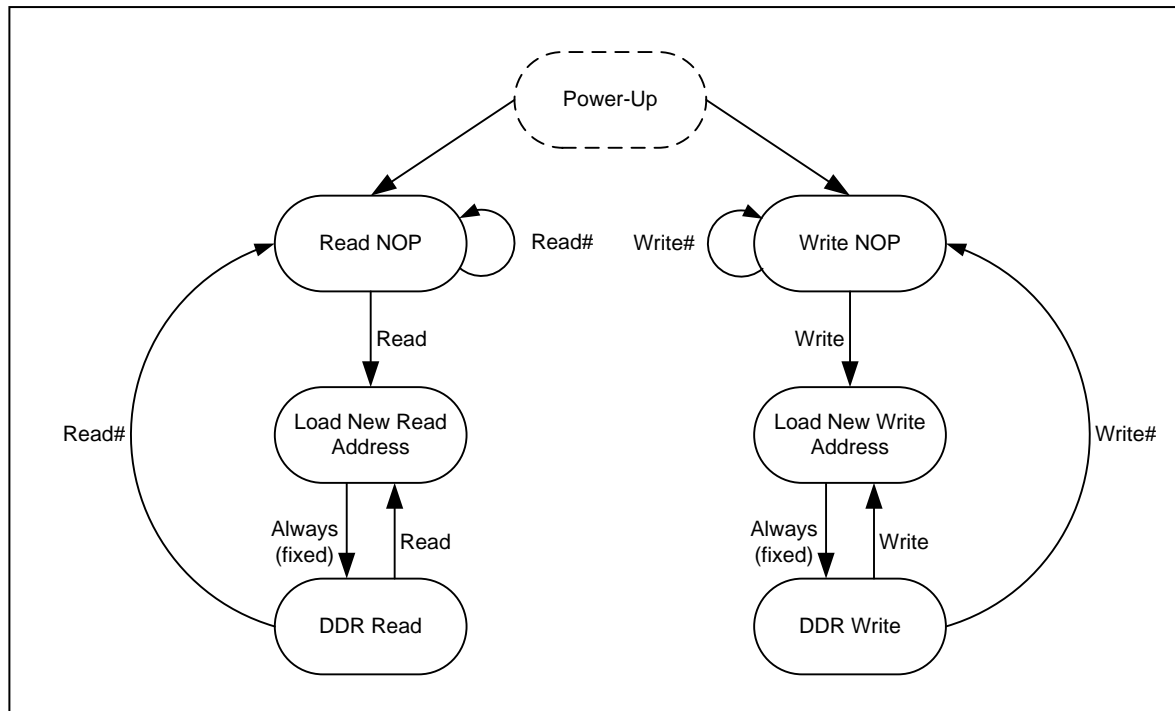 Power-Up
Read NOP
Read#
Write#
Write NOP
Read
Write
Load New Read
Address
Load New Write
Address
Read#
Write#
Always
(fixed)
Read
Always
(fixed)
Write
DDR Read
DDR Write